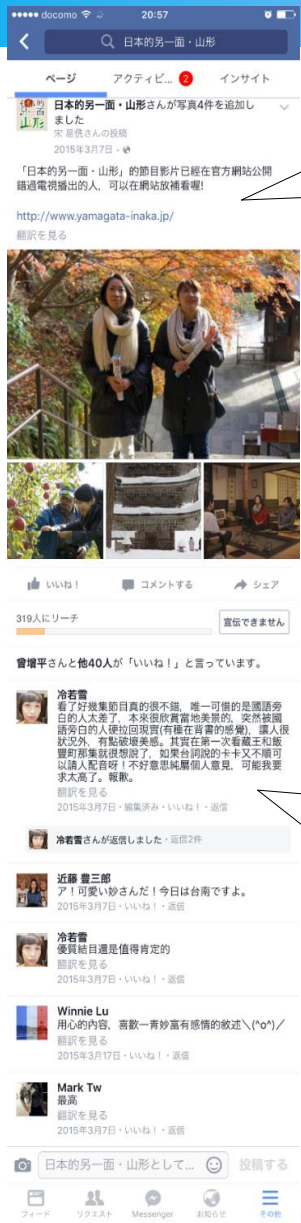 docomo 20:57
日本的另一面・山形
ページ アクティビ... 2 インサイト
日本的另一面・山形さんが写真4件を追加し
ました
宋 易儒さんの投稿
2015年3月7日・
「日本的另一面・山形」的節目影片已經在官方網站公開
錯過電視播出的人，可以在網站放補看喔!
http://www.yamagata-inaka.jp/
翻訳を見る
いいね！ コメントする シェア
319人にリーチ
宣伝できません
曾增平さんと他40人が「いいね！」と言っています。
冷若雪
看了好幾集節目真的很不錯，唯一可惜的是國語旁
白的人太差了，本來很欣賞當地美景的，突然被國
語旁白的人硬拉回現實(有種在背書的感覺)，讓人很
狀況外，有點破壞美感。其實在第一次看藏王和飯
豐町那集就很想說了，如果台詞說的卡卡又不順可
以請人配音呀！不好意思純屬個人意見，可能我要
求太高了。報歉。
翻訳を見る
2015年3月7日・編集済み・いいね！・返信
冷若雪さんが返信しました・返信2件
近藤 豊三郎
ア！可愛い妙さんだ！今日は台南ですよ。
2015年3月7日・いいね！・返信
冷若雪
優質結目還是值得肯定的
翻訳を見る
2015年3月7日・いいね！・返信
Winnie Lu
用心的內容，喜歡一青妙富有感情的敘述＼(^o^)／
翻訳を見る
2015年3月17日・いいね！・返信
Mark Tw
最高
翻訳を見る
2015年3月7日・いいね！・返信
日本的另一面・山形として... 投稿する
フィード リクエスト Messenger お知らせ その他